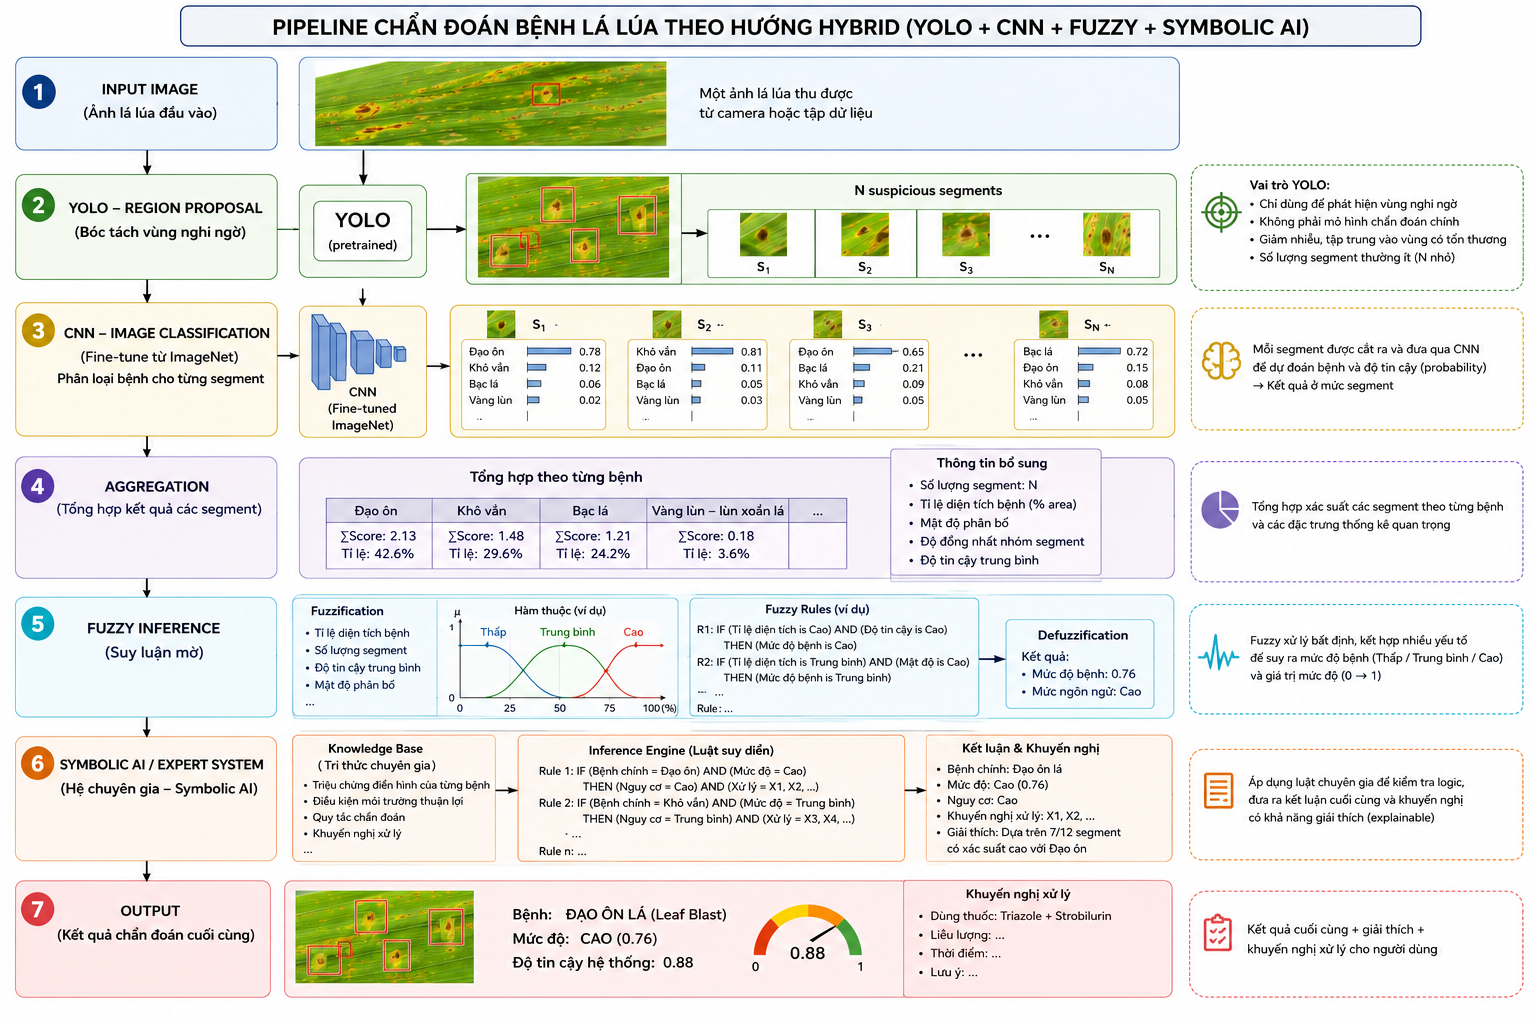 PIPELINE CHẨN ĐOÁN BỆNH LÁ LÚA THEO HƯỚNG HYBRID (YOLO + CNN + FUZZY + SYMBOLIC AI)
1
INPUT IMAGE
(Ảnh lá lúa đầu vào)
Một ảnh lá lúa thu được
từ camera hoặc tập dữ liệu
2
YOLO – REGION PROPOSAL
(Bóc tách vùng nghi ngờ)
YOLO
(pretrained)
N suspicious segments
S1
S2
S3
...
SN
Vai trò YOLO:
• Chỉ dùng để phát hiện vùng nghi ngờ
• Không phải mô hình chẩn đoán chính
• Giảm nhiễu, tập trung vào vùng có tổn thương
• Số lượng segment thường ít (N nhỏ)
3
CNN – IMAGE CLASSIFICATION
(Fine-tune từ ImageNet)
Phân loại bệnh cho từng segment
CNN
(Fine-tuned
ImageNet)
S1
Đạo ôn 0.78
Khô vằn 0.12
Bạc lá 0.06
Vàng lùn 0.02
...
S2
Khô vằn 0.81
Đạo ôn 0.11
Bạc lá 0.05
Vàng lùn 0.03
...
S3
Đạo ôn 0.65
Bạc lá 0.21
Khô vằn 0.09
Vàng lùn 0.05
...
SN
Bạc lá 0.72
Đạo ôn 0.15
Khô vằn 0.08
Vàng lùn 0.05
...
Mỗi segment được cắt ra và đưa qua CNN
để dự đoán bệnh và độ tin cậy (probability)
→ Kết quả ở mức segment
4
AGGREGATION
(Tổng hợp kết quả các segment)
Tổng hợp theo từng bệnh
Đạo ôn Khô vằn Bạc lá Vàng lùn – lùn xoắn lá ...
∑Score: 2.13 ∑Score: 1.48 ∑Score: 1.21 ∑Score: 0.18
Tỉ lệ: 42.6% Tỉ lệ: 29.6% Tỉ lệ: 24.2% Tỉ lệ: 3.6%
Thông tin bổ sung
• Số lượng segment: N
• Tỉ lệ diện tích bệnh (% area)
• Mật độ phân bố
• Độ đồng nhất nhóm segment
• Độ tin cậy trung bình
Tổng hợp xác suất các segment theo từng bệnh
và các đặc trưng thống kê quan trọng
5
FUZZY INFERENCE
(Suy luận mờ)
Fuzzification
• Tỉ lệ diện tích bệnh
• Số lượng segment
• Độ tin cậy trung bình
• Mật độ phân bố
...
Hàm thuộc (ví dụ)
μ
1
0
Thấp
Trung bình
Cao
0 25 50 75 100 (%)
Fuzzy Rules (ví dụ)
R1: IF (Tỉ lệ diện tích is Cao) AND (Độ tin cậy is Cao)
THEN (Mức độ bệnh is Cao)
R2: IF (Tỉ lệ diện tích is Trung bình) AND (Mật độ is Cao)
THEN (Mức độ bệnh is Trung bình)
... ...
Rule: ...
Defuzzification
Kết quả:
• Mức độ bệnh: 0.76
• Mức ngôn ngữ: Cao
Fuzzy xử lý bất định, kết hợp nhiều yếu tố
để suy ra mức độ bệnh (Thấp / Trung bình / Cao)
và giá trị mức độ (0 → 1)
6
SYMBOLIC AI / EXPERT SYSTEM
(Hệ chuyên gia – Symbolic AI)
Knowledge Base
(Tri thức chuyên gia)
• Triệu chứng điển hình của từng bệnh
• Điều kiện môi trường thuận lợi
• Quy tắc chẩn đoán
• Khuyến nghị xử lý
...
Inference Engine (Luật suy diễn)
Rule 1: IF (Bệnh chính = Đạo ôn) AND (Mức độ = Cao)
THEN (Nguy cơ = Cao) AND (Xử lý = X1, X2, ...)
Rule 2: IF (Bệnh chính = Khô vằn) AND (Mức độ = Trung bình)
THEN (Nguy cơ = Trung bình) AND (Xử lý = X3, X4, ...)
...
Rule n: ...
Kết luận & Khuyến nghị
• Bệnh chính: Đạo ôn lá
• Mức độ: Cao (0.76)
• Nguy cơ: Cao
• Khuyến nghị xử lý: X1, X2, ...
• Giải thích: Dựa trên 7/12 segment
có xác suất cao với Đạo ôn
Áp dụng luật chuyên gia để kiểm tra logic,
đưa ra kết luận cuối cùng và khuyến nghị
có khả năng giải thích (explainable)
7
OUTPUT
(Kết quả chẩn đoán cuối cùng)
Bệnh: ĐẠO ÔN LÁ (Leaf Blast)
Mức độ: CAO (0.76)
Độ tin cậy hệ thống: 0.88
0.88
0 1
Khuyến nghị xử lý
• Dùng thuốc: Triazole + Strobilurin
• Liều lượng: ...
• Thời điểm: ...
• Lưu ý: ...
Kết quả cuối cùng + giải thích +
khuyến nghị xử lý cho người dùng